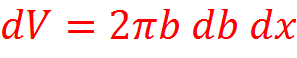 dV = 2πb db dx